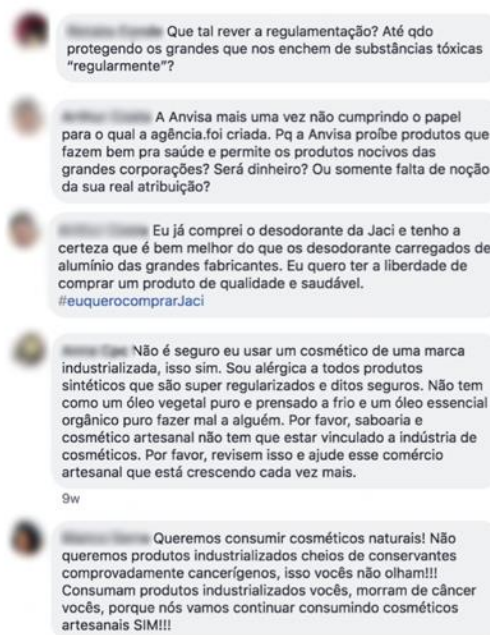 Que tal rever a regulamentação? Até qdo
protegendo os grandes que nos enchem de substâncias tóxicas
"regularmente"?
A Anvisa mais uma vez não cumprindo o papel
para o qual a agência.foi criada. Pq a Anvisa proíbe produtos que
fazem bem pra saúde e permite os produtos nocivos das
grandes corporações? Será dinheiro? Ou somente falta de noção
da sua real atribuição?
Eu já comprei o desodorante da Jaci e tenho a
certeza que é bem melhor do que os desodorante carregados de
alumínio das grandes fabricantes. Eu quero ter a liberdade de
comprar um produto de qualidade e saudável.
#euquerocomprarJaci
Não é seguro eu usar um cosmético de uma marca
industrializada, isso sim. Sou alérgica a todos produtos
sintéticos que são super regularizados e ditos seguros. Não tem
como um óleo vegetal puro e prensado a frio e um óleo essencial
orgânico puro fazer mal a alguém. Por favor, saboaria e
cosmético artesanal não tem que estar vinculado a indústria de
cosméticos. Por favor, revisem isso e ajude esse comércio
artesanal que está crescendo cada vez mais.
9w
Queremos consumir cosméticos naturais! Não
queremos produtos industrializados cheios de conservantes
comprovadamente cancerígenos, isso vocês não olham!!!
Consumam produtos industrializados vocês, morram de câncer
vocês, porque nós vamos continuar consumindo cosméticos
artesanais SIM!!!